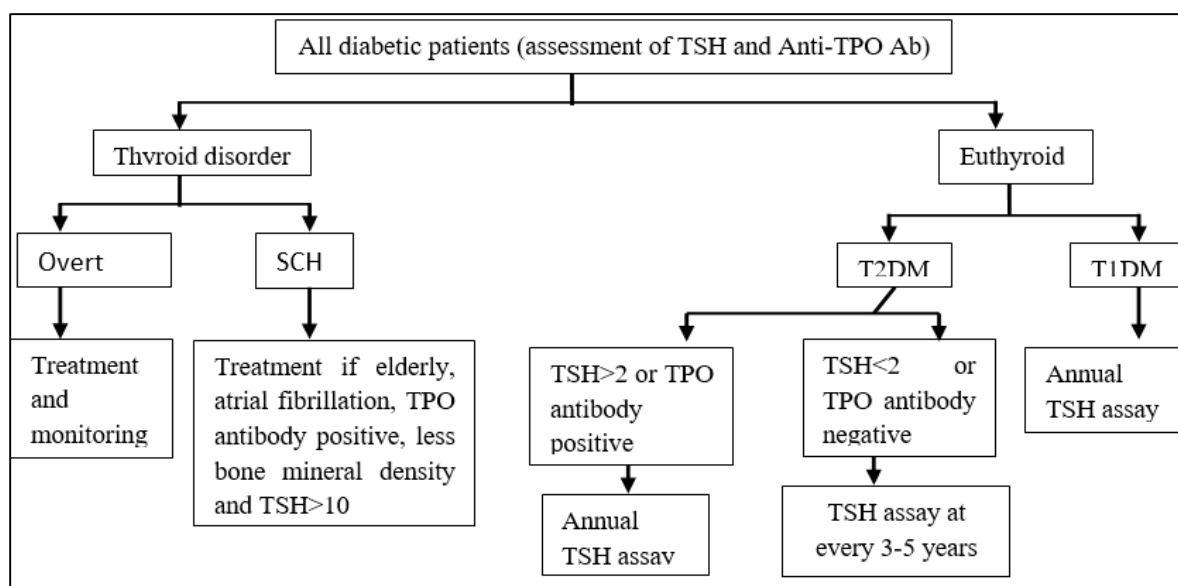 All diabetic patients (assessment of TSH and Anti-TPO Ab)
Thyroid disorder
Euthyroid
Overt
SCH
T2DM
T1DM
Treatment
and
monitoring
Treatment if elderly,
atrial fibrillation, TPO
antibody positive, less
bone mineral density
and TSH>10
TSH>2 or TPO
antibody
positive
TSH<2 or
TPO antibody
negative
Annual
TSH assay
Annual
TSH assay
TSH assay at
every 3-5 years